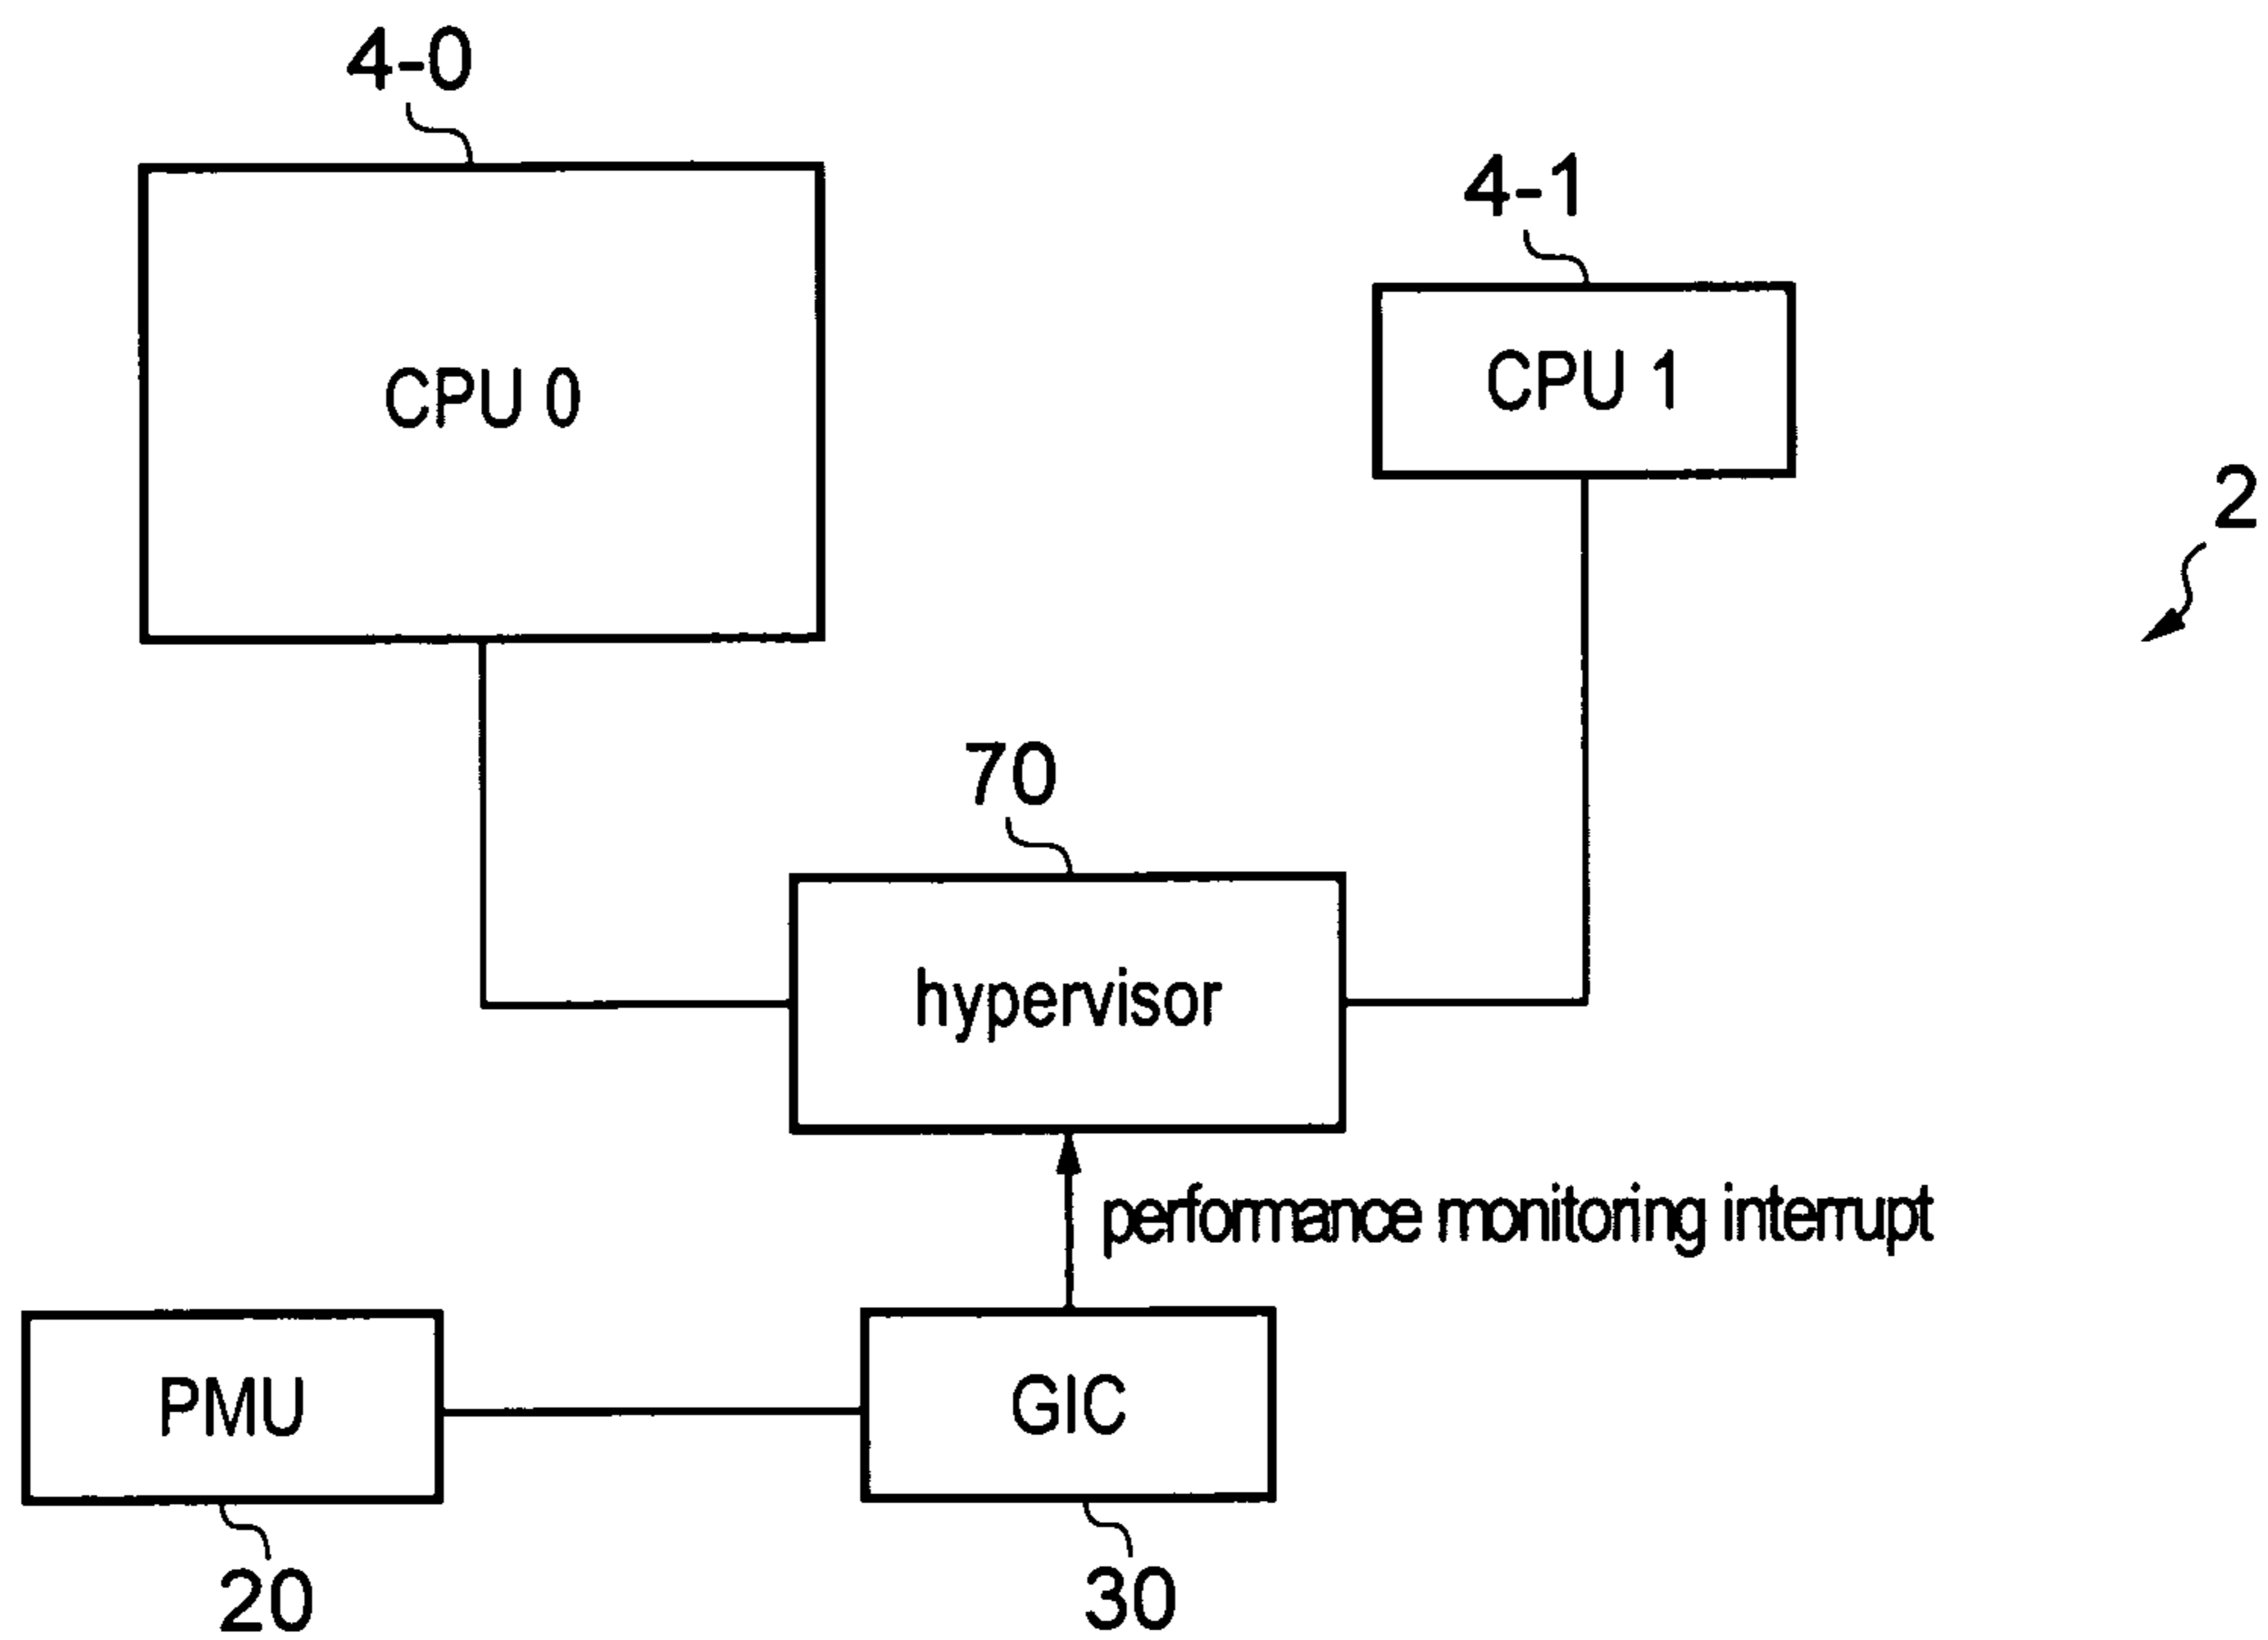 4-0
4-1
CPU 0
CPU 1
2
70
hypervisor
performance monitoring interrupt
PMU
GIC
20
30